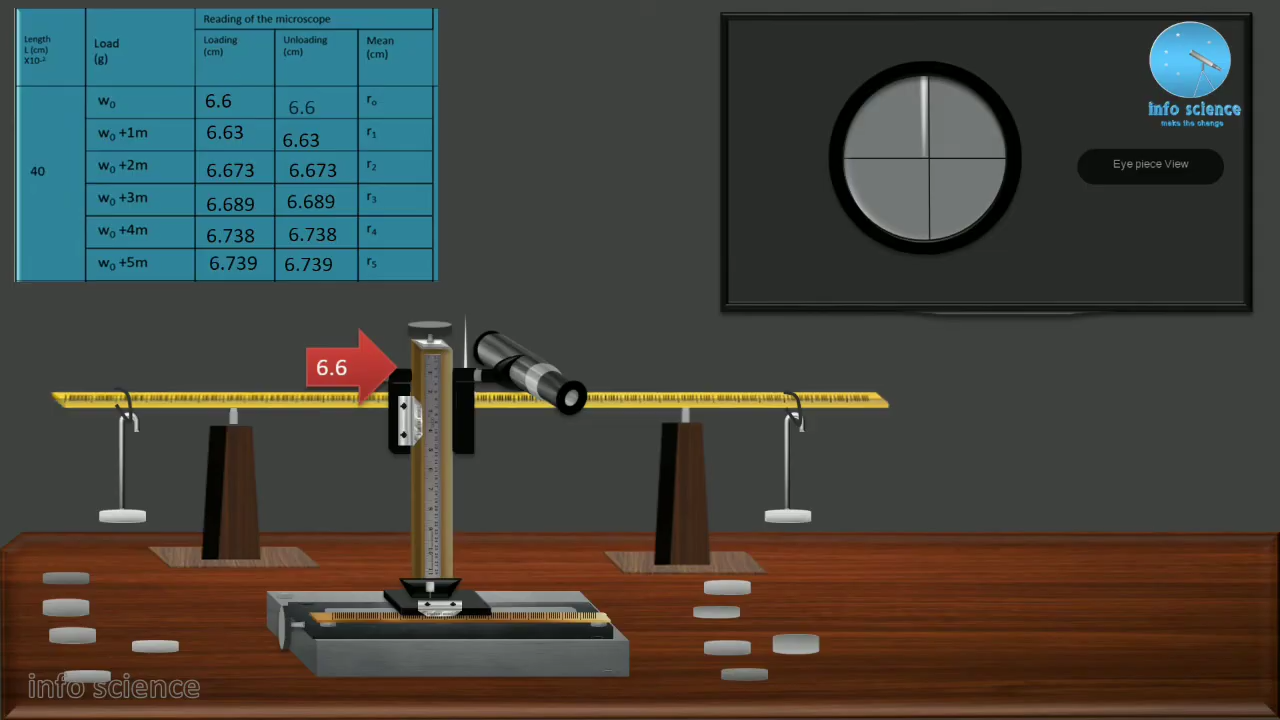 Reading of the microscope
Length
L (cm)
X10⁻²
Load
(g)
Loading
(cm)
Unloading
(cm)
Mean
(cm)
w₀ 6.6 6.6 r₀
w₀ +1m 6.63 6.63 r₁
w₀ +2m 6.673 6.673 r₂
40
w₀ +3m 6.689 6.689 r₃
w₀ +4m 6.738 6.738 r₄
w₀ +5m 6.739 6.739 r₅
info science
make the change
Eye piece View
6.6
info science